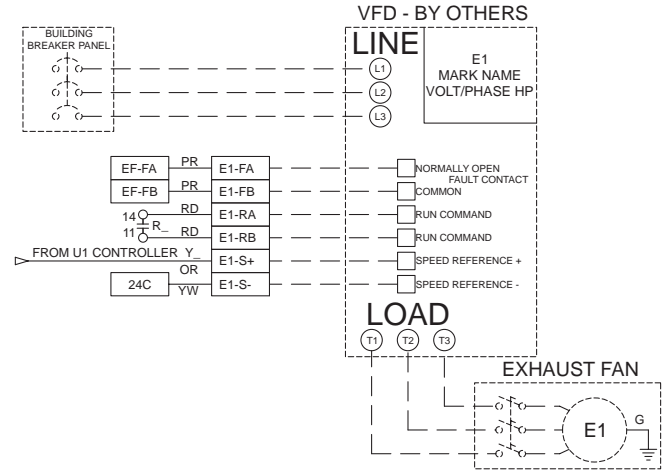 VFD - BY OTHERS
BUILDING
BREAKER PANEL
LINE
E1
MARK NAME
VOLT/PHASE HP
L1
L2
L3
EF-FA PR E1-FA NORMALLY OPEN
FAULT CONTACT
EF-FB PR E1-FB COMMON
14 RD E1-RA RUN COMMAND
R_
11 RD E1-RB RUN COMMAND
FROM U1 CONTROLLER Y_ E1-S+ SPEED REFERENCE +
OR
24C YW E1-S- SPEED REFERENCE -
LOAD
T1 T2 T3
EXHAUST FAN
E1
G